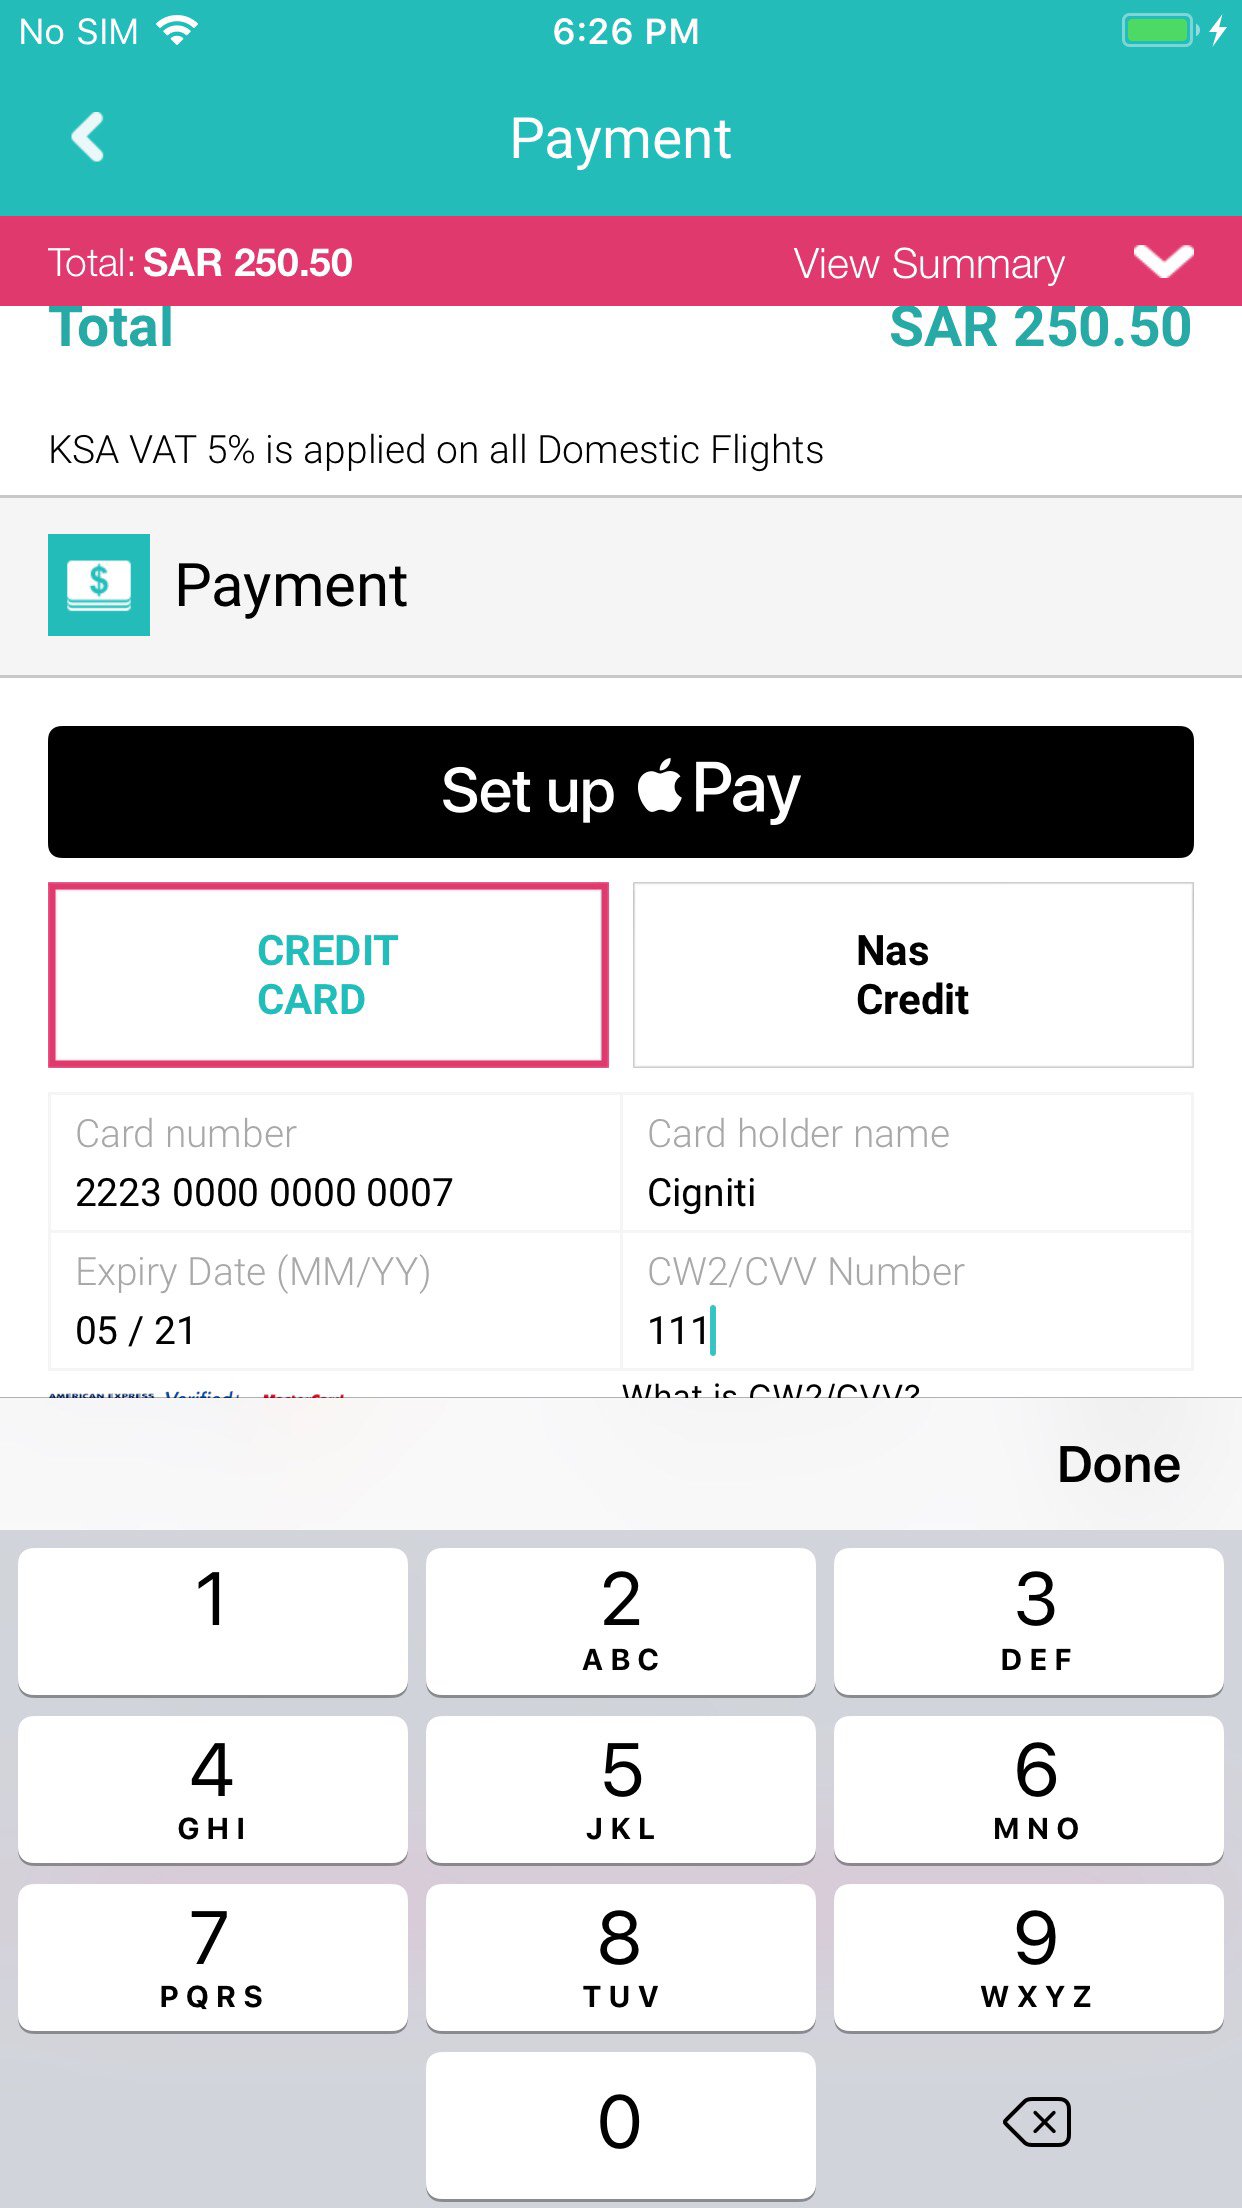 No SIM 6:26 PM
Payment
Total: SAR 250.50 View Summary
Total SAR 250.50
KSA VAT 5% is applied on all Domestic Flights
$ Payment
Set up Pay
CREDIT
CARD
Nas
Credit
Card number
2223 0000 0000 0007
Card holder name
Cigniti
Expiry Date (MM/YY)
05 / 21
CW2/CVV Number
111
AMERICAN EXPRESS Verified MasterCard
What is CW2/CVV?
Done
1
2
ABC
3
DEF
4
GHI
5
JKL
6
MNO
7
PQRS
8
TUV
9
WXYZ
0